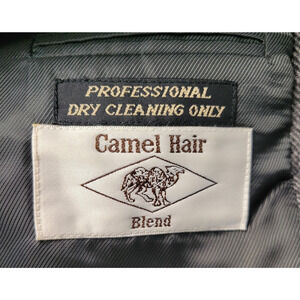 PROFESSIONAL
DRY CLEANING ONLY
Camel Hair
Blend